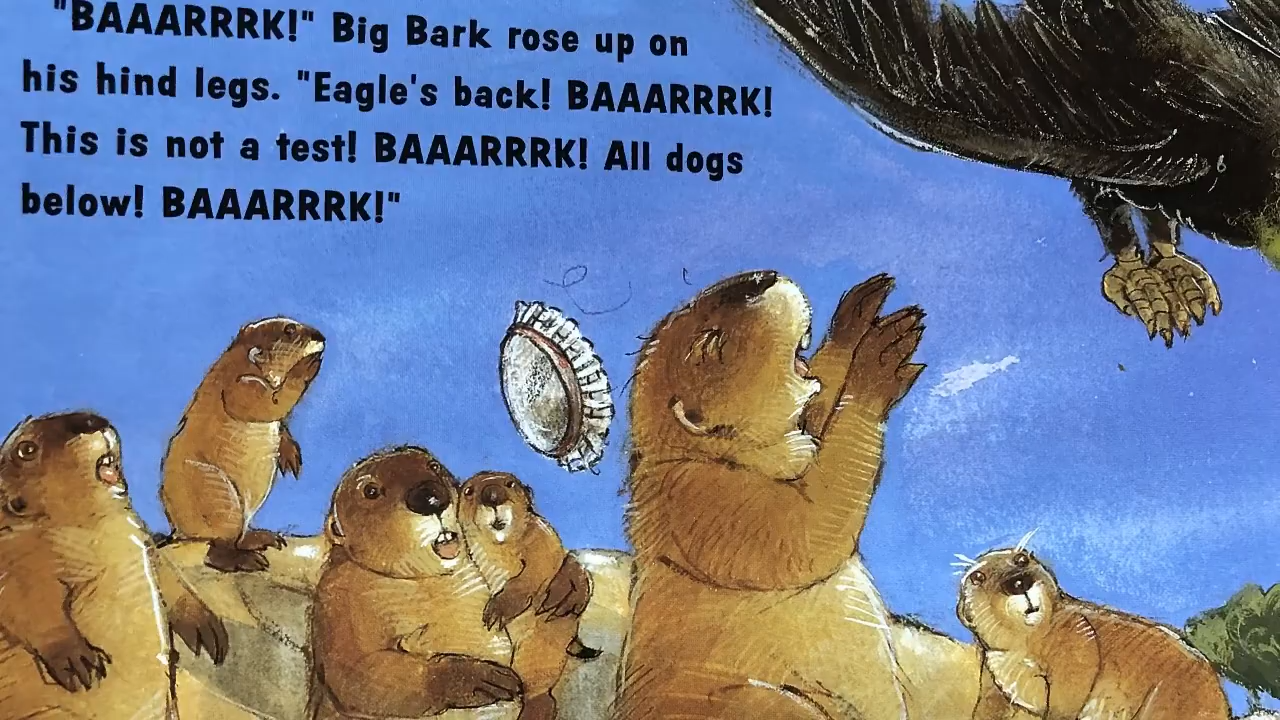 "BAAARRRK!" Big Bark rose up on
his hind legs. "Eagle's back! BAAARRRK!
This is not a test! BAAARRRK! All dogs
below! BAAARRRK!"